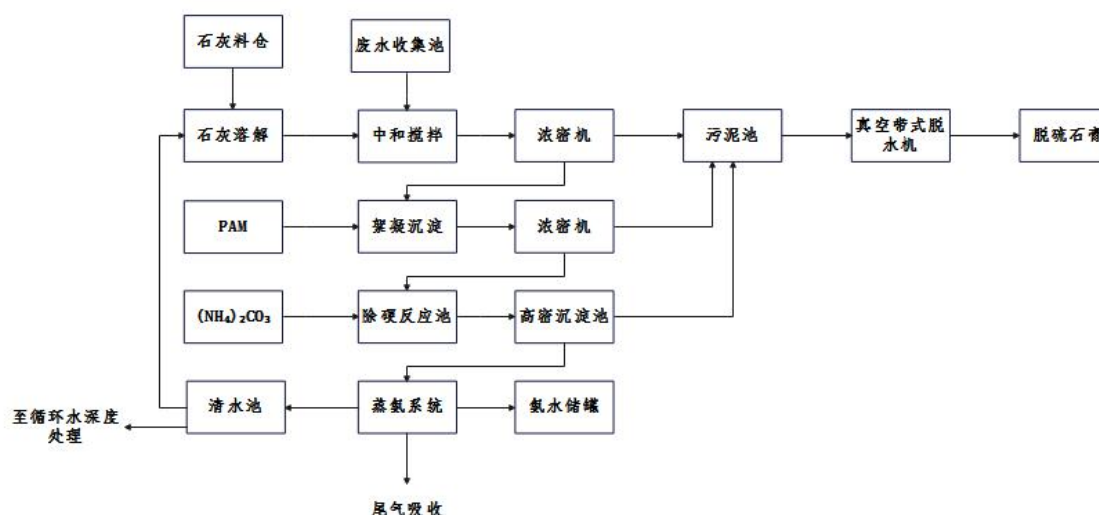 石灰料仓
废水收集池
石灰溶解
中和搅拌
浓密机
污泥池
真空带式脱
水机
脱硫石膏
PAM
絮凝沉淀
浓密机
(NH₄)₂CO₃
除硬反应池
高密沉淀池
清水池
蒸氨系统
氨水储罐
至循环水深度
处理
尾气吸收